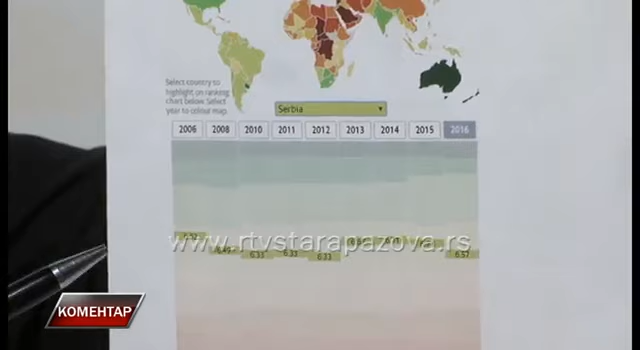 Select country to
highlight on ranking
chart below. Select
year to colour map.
Serbia
2006 2008 2010 2011 2012 2013 2014 2015 2016
www.rtvstarapazova.rs
6.33 6.33 6.33 6.57
КОМЕНТАР